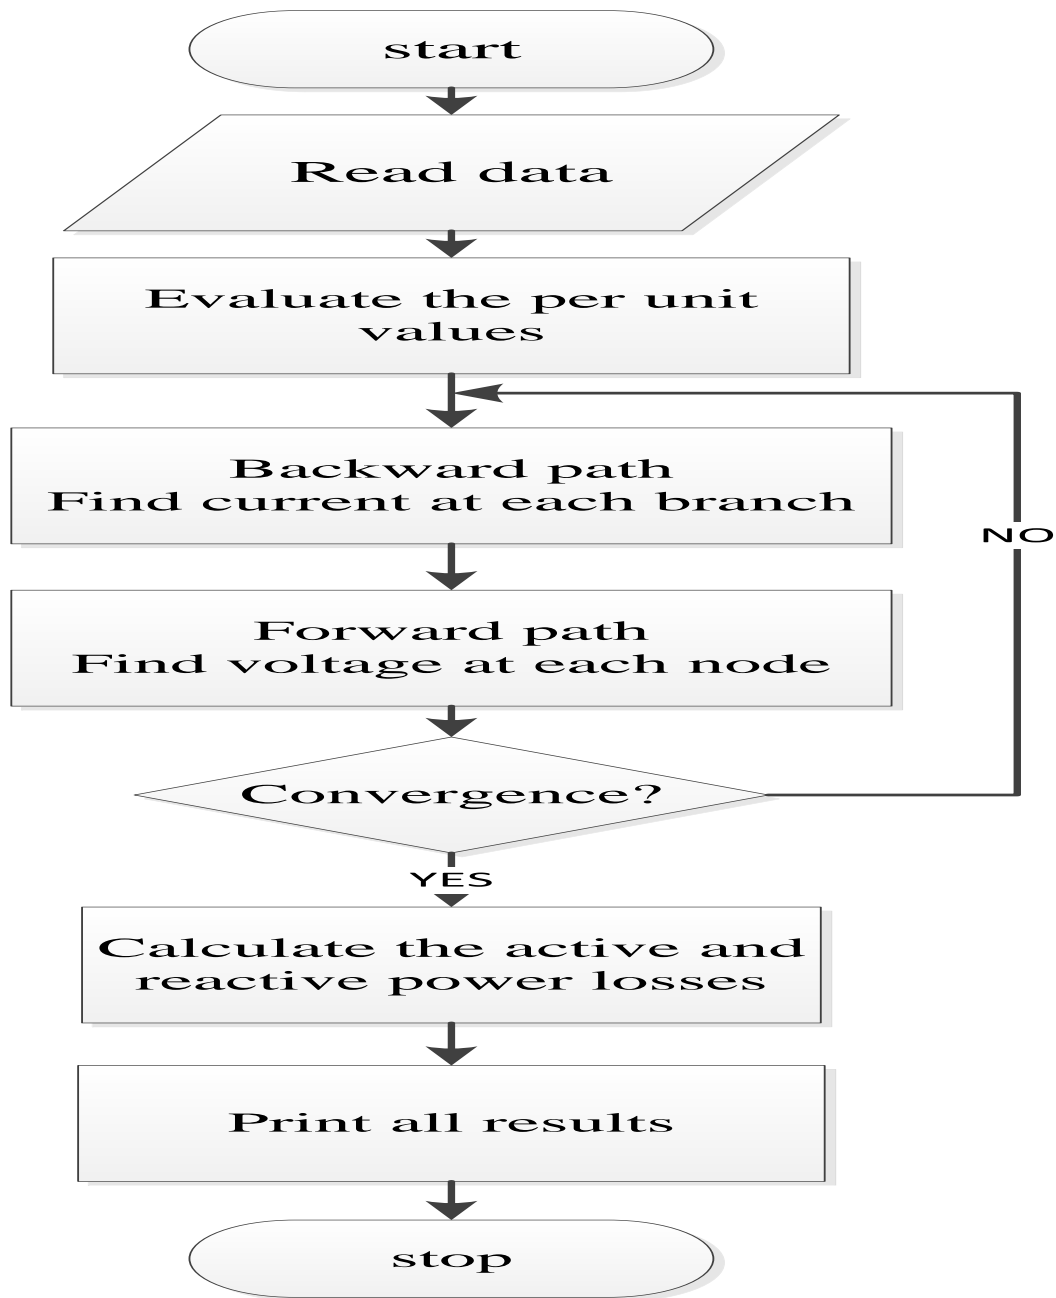 start
Read data
Evaluate the per unit
values
Backward path
Find current at each branch
NO
Forward path
Find voltage at each node
Convergence?
YES
Calculate the active and
reactive power losses
Print all results
stop